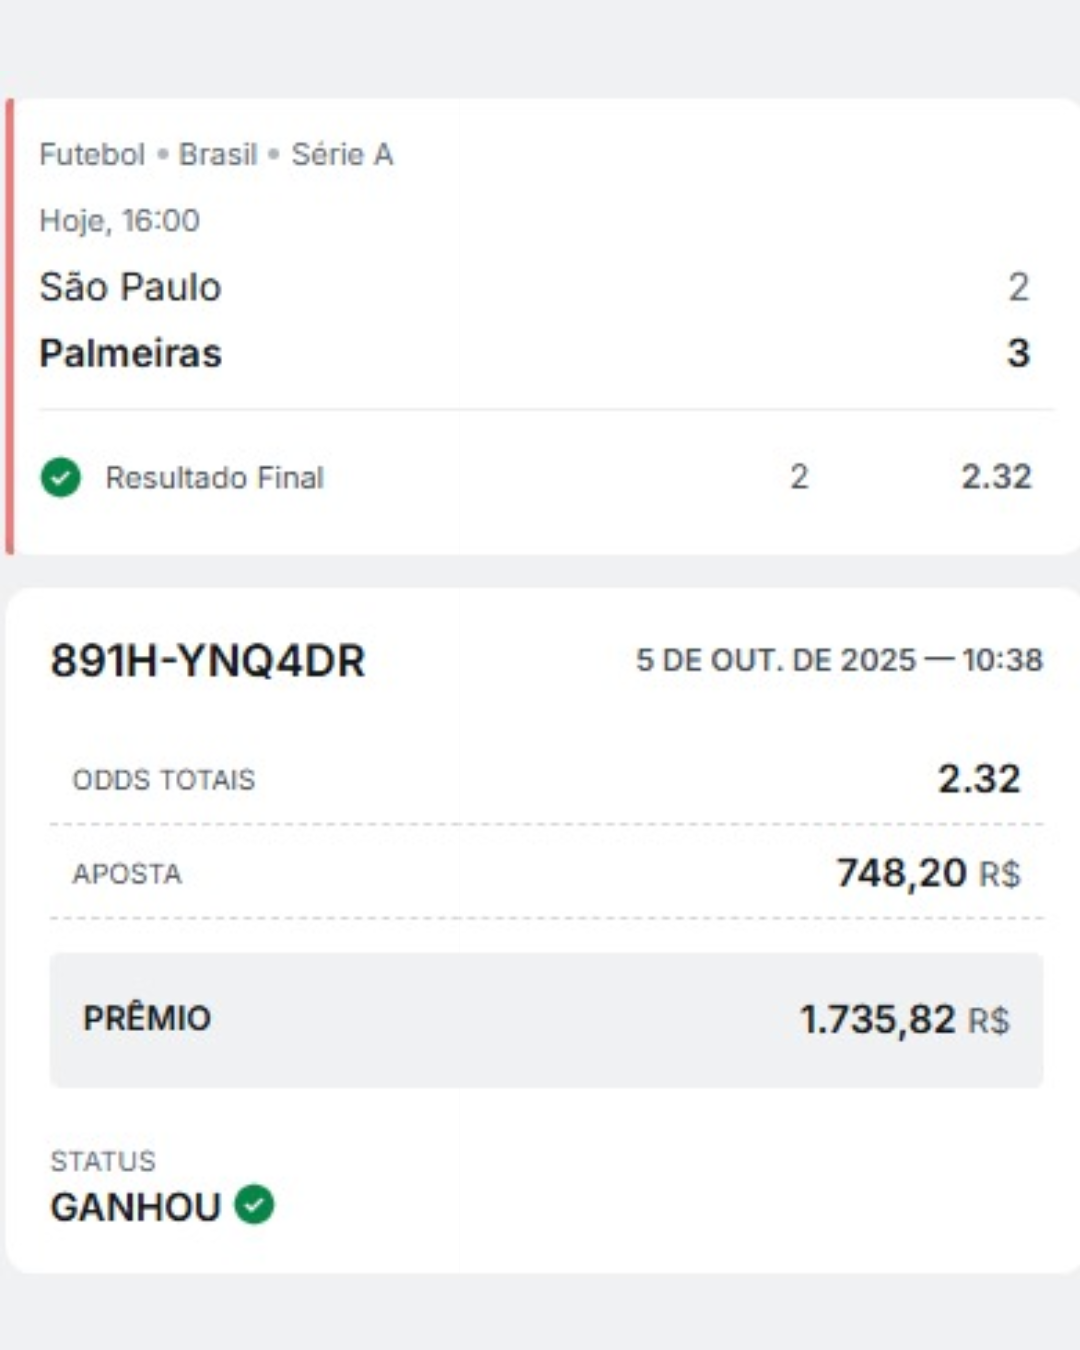 Futebol • Brasil • Série A
Hoje, 16:00
São Paulo 2
Palmeiras 3
Resultado Final 2 2.32
891H-YNQ4DR 5 DE OUT. DE 2025 — 10:38
ODDS TOTAIS 2.32
APOSTA 748,20 R$
PRÊMIO 1.735,82 R$
STATUS
GANHOU